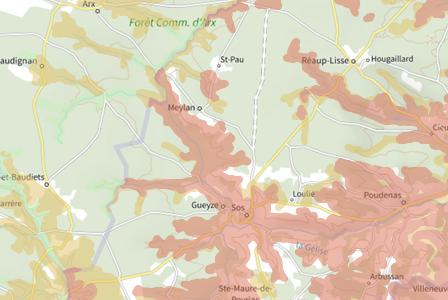 Arx
Forêt Comm. d'Arx
audignan
St-Pau
Réaup-Lisse
Hougaillard
Meylan
Cieu
-et-Baudiets
arrère
Loulié
Poudenas
Gueyze
Sos
La Gélise
Arbussan
Ste-Maure-de-
Peyriac
Villeneuv